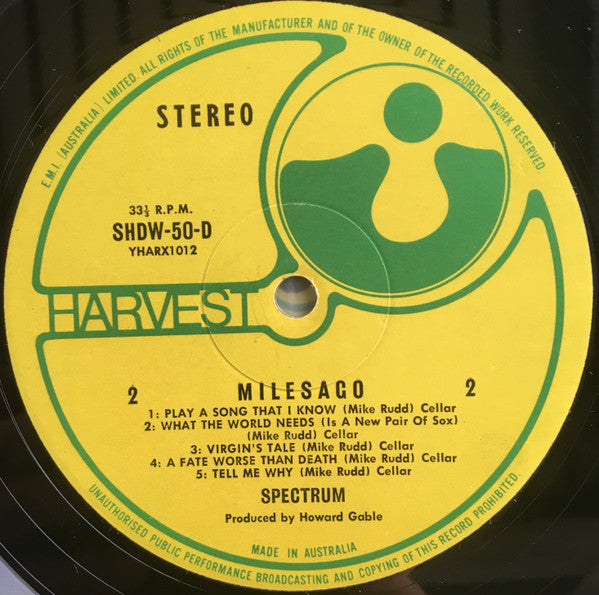 E.M.I. (AUSTRALIA) LIMITED. ALL RIGHTS OF THE MANUFACTURER AND OF THE OWNER OF THE RECORDED WORK RESERVED.
STEREO
33⅓ R.P.M.
SHDW-50-D
YHARX1012
HARVEST
2 MILESAGO 2
1: PLAY A SONG THAT I KNOW (Mike Rudd) Cellar
2: WHAT THE WORLD NEEDS (Is A New Pair Of Sox)
(Mike Rudd) Cellar
3: VIRGIN'S TALE (Mike Rudd) Cellar
4: A FATE WORSE THAN DEATH (Mike Rudd) Cellar
5: TELL ME WHY (Mike Rudd) Cellar
SPECTRUM
Produced by Howard Gable
MADE IN AUSTRALIA
UNAUTHORISED PUBLIC PERFORMANCE BROADCASTING AND COPYING OF THIS RECORD PROHIBITED.